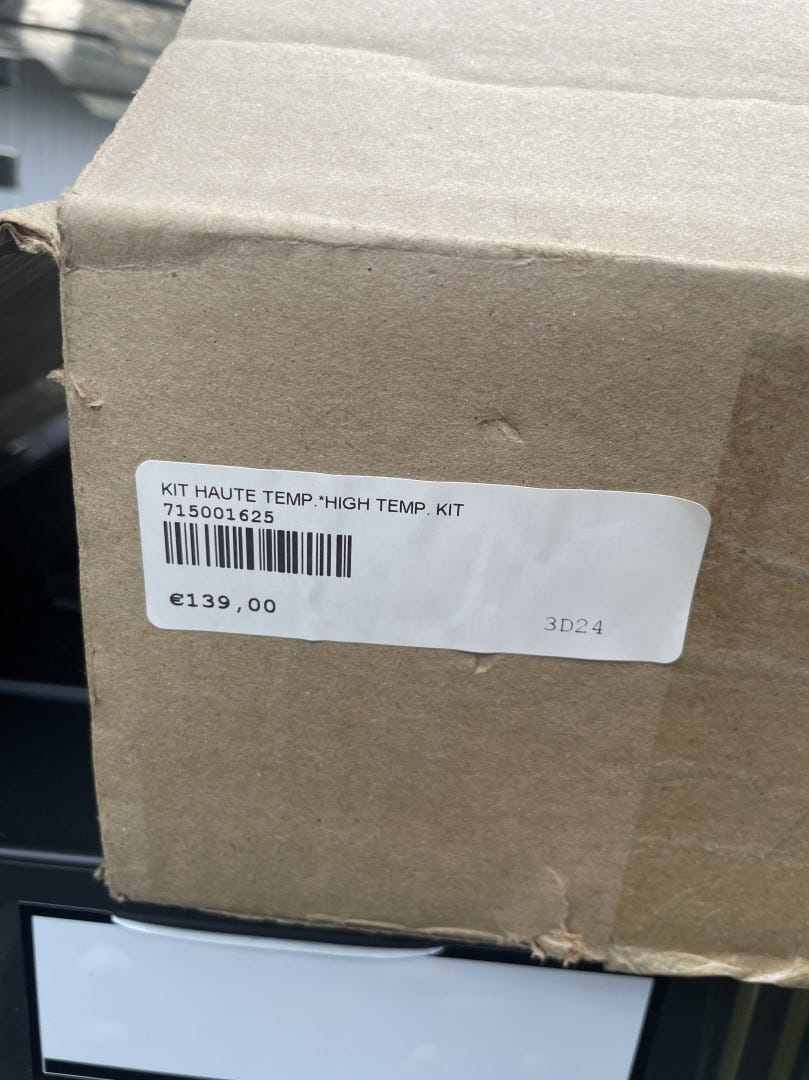 KIT HAUTE TEMP.*HIGH TEMP. KIT
715001625
€139,00
3D24